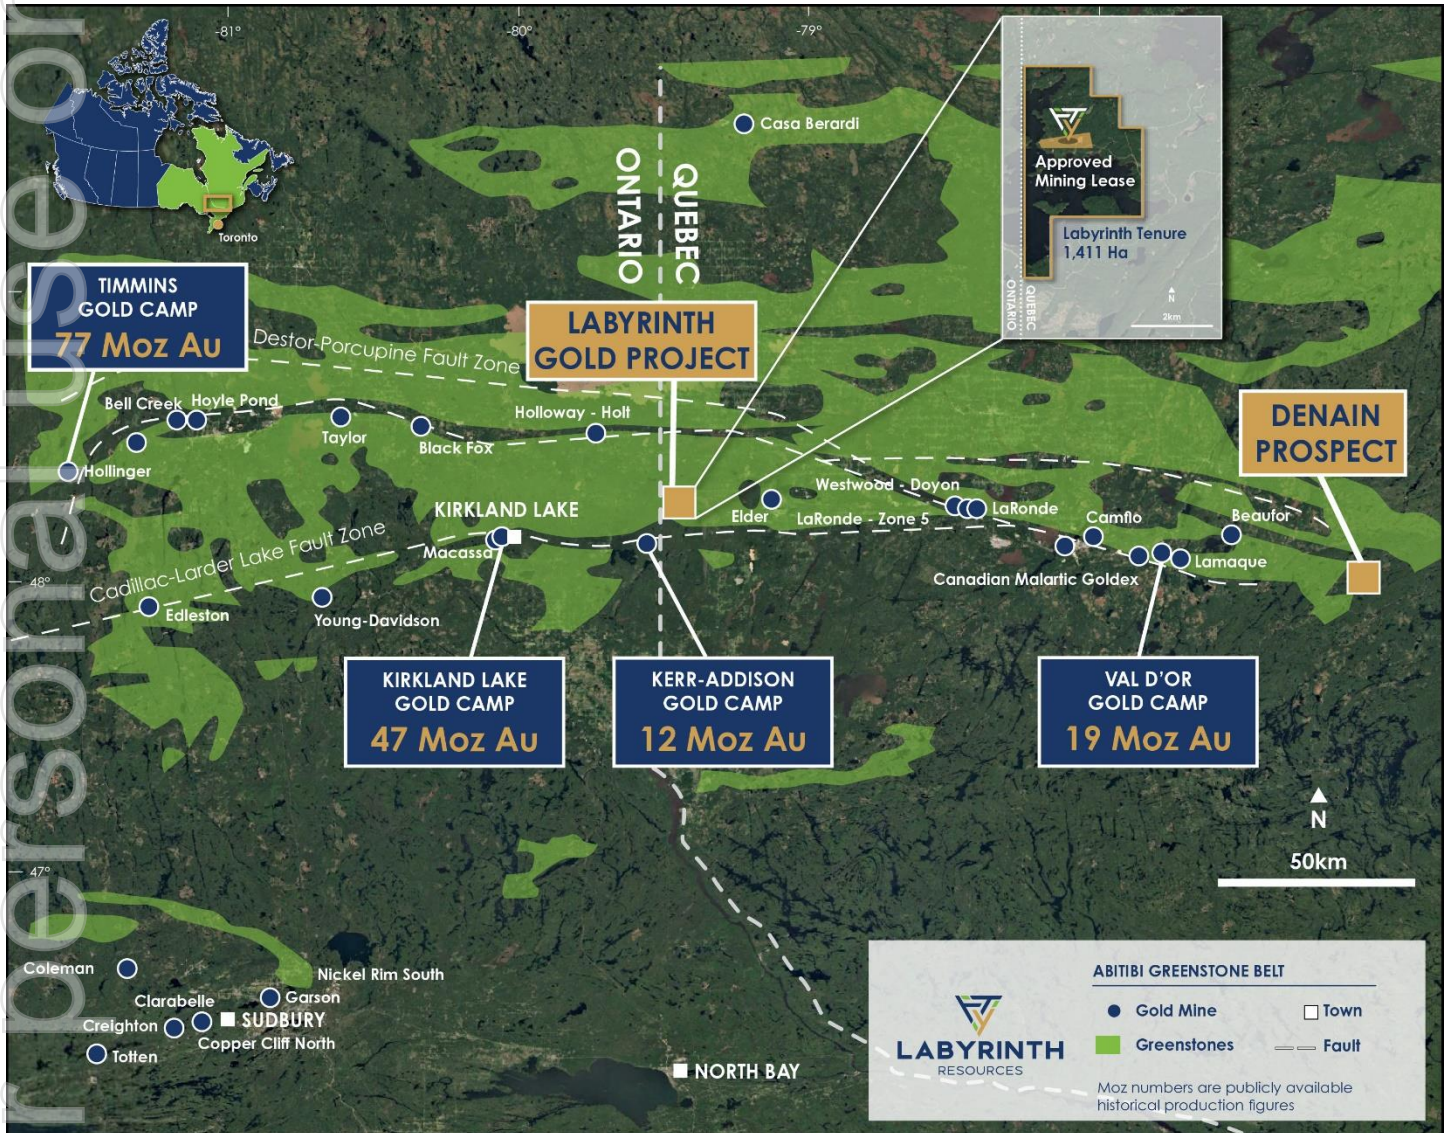 r personal use or
-81°
-80°
-79°
Toronto
Casa Berardi
ONTARIO
QUEBEC
Approved
Mining Lease
Labyrinth Tenure
1,411 Ha
ONTARIO
QUEBEC
N
2km
TIMMINS
GOLD CAMP
77 Moz Au
Destor-Porcupine Fault Zone
LABYRINTH
GOLD PROJECT
DENAIN
PROSPECT
Bell Creek
Hoyle Pond
Hollinger
Taylor
Black Fox
Holloway - Holt
KIRKLAND LAKE
Macassa
Cadillac-Larder Lake Fault Zone
Edleston
Young-Davidson
Elder
Westwood - Doyon
LaRonde - Zone 5
LaRonde
Camflo
Beaufor
Canadian Malartic
Goldex
Lamaque
48°
KIRKLAND LAKE
GOLD CAMP
47 Moz Au
KERR-ADDISON
GOLD CAMP
12 Moz Au
VAL D'OR
GOLD CAMP
19 Moz Au
N
50km
47°
Coleman
Nickel Rim South
Clarabelle
Garson
Creighton
SUDBURY
Copper Cliff North
Totten
NORTH BAY
LABYRINTH
RESOURCES
ABITIBI GREENSTONE BELT
Gold Mine
Town
Greenstones
Fault
Moz numbers are publicly available
historical production figures